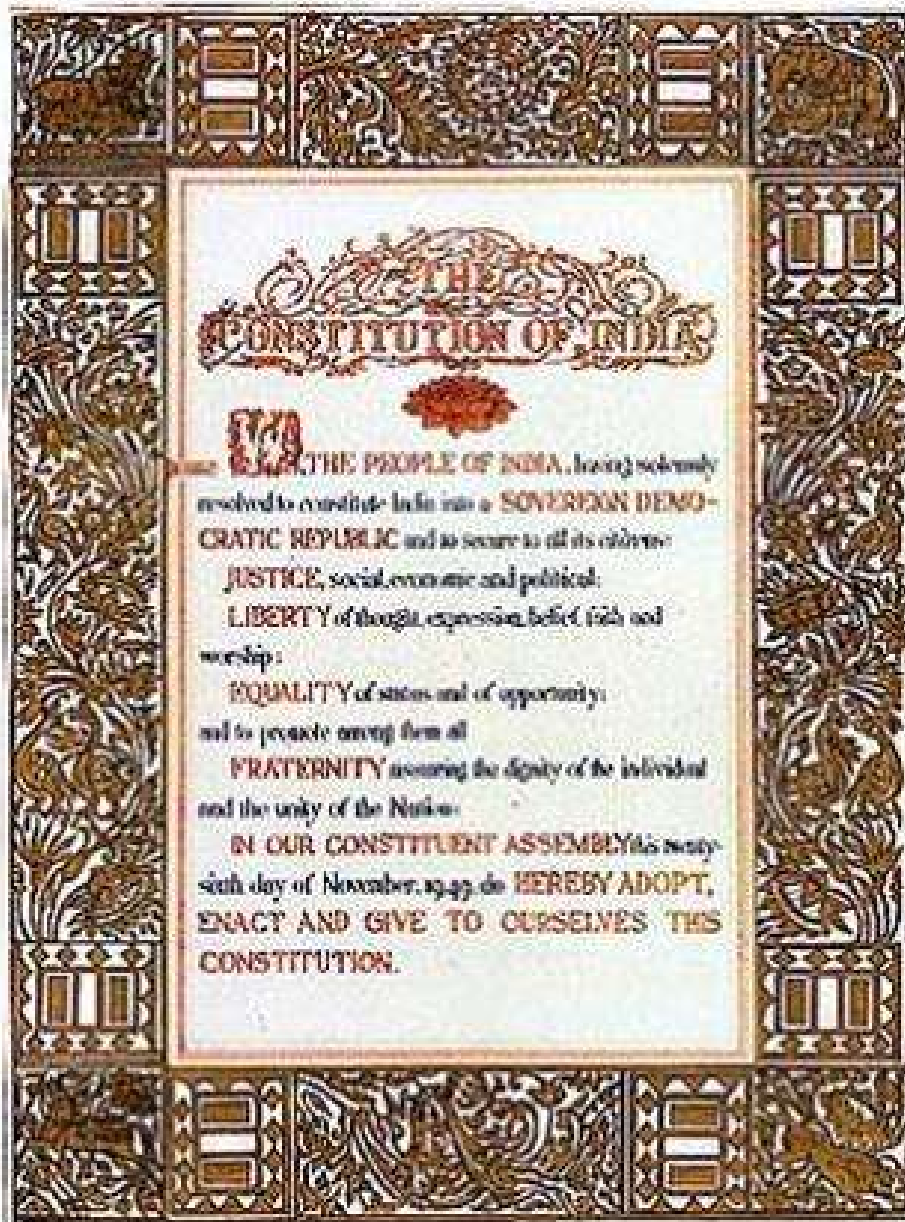 THE
CONSTITUTION OF INDIA
WE, THE PEOPLE OF INDIA, having solemnly
resolved to constitute India into a SOVEREIGN DEMO-
CRATIC REPUBLIC and to secure to all its citizens:
JUSTICE, social, economic and political;
LIBERTY of thought, expression, belief, faith and
worship;
EQUALITY of status and of opportunity;
and to promote among them all
FRATERNITY assuring the dignity of the individual
and the unity of the Nation;
IN OUR CONSTITUENT ASSEMBLY this twenty-
sixth day of November, 1949, do HEREBY ADOPT,
ENACT AND GIVE TO OURSELVES THIS
CONSTITUTION.